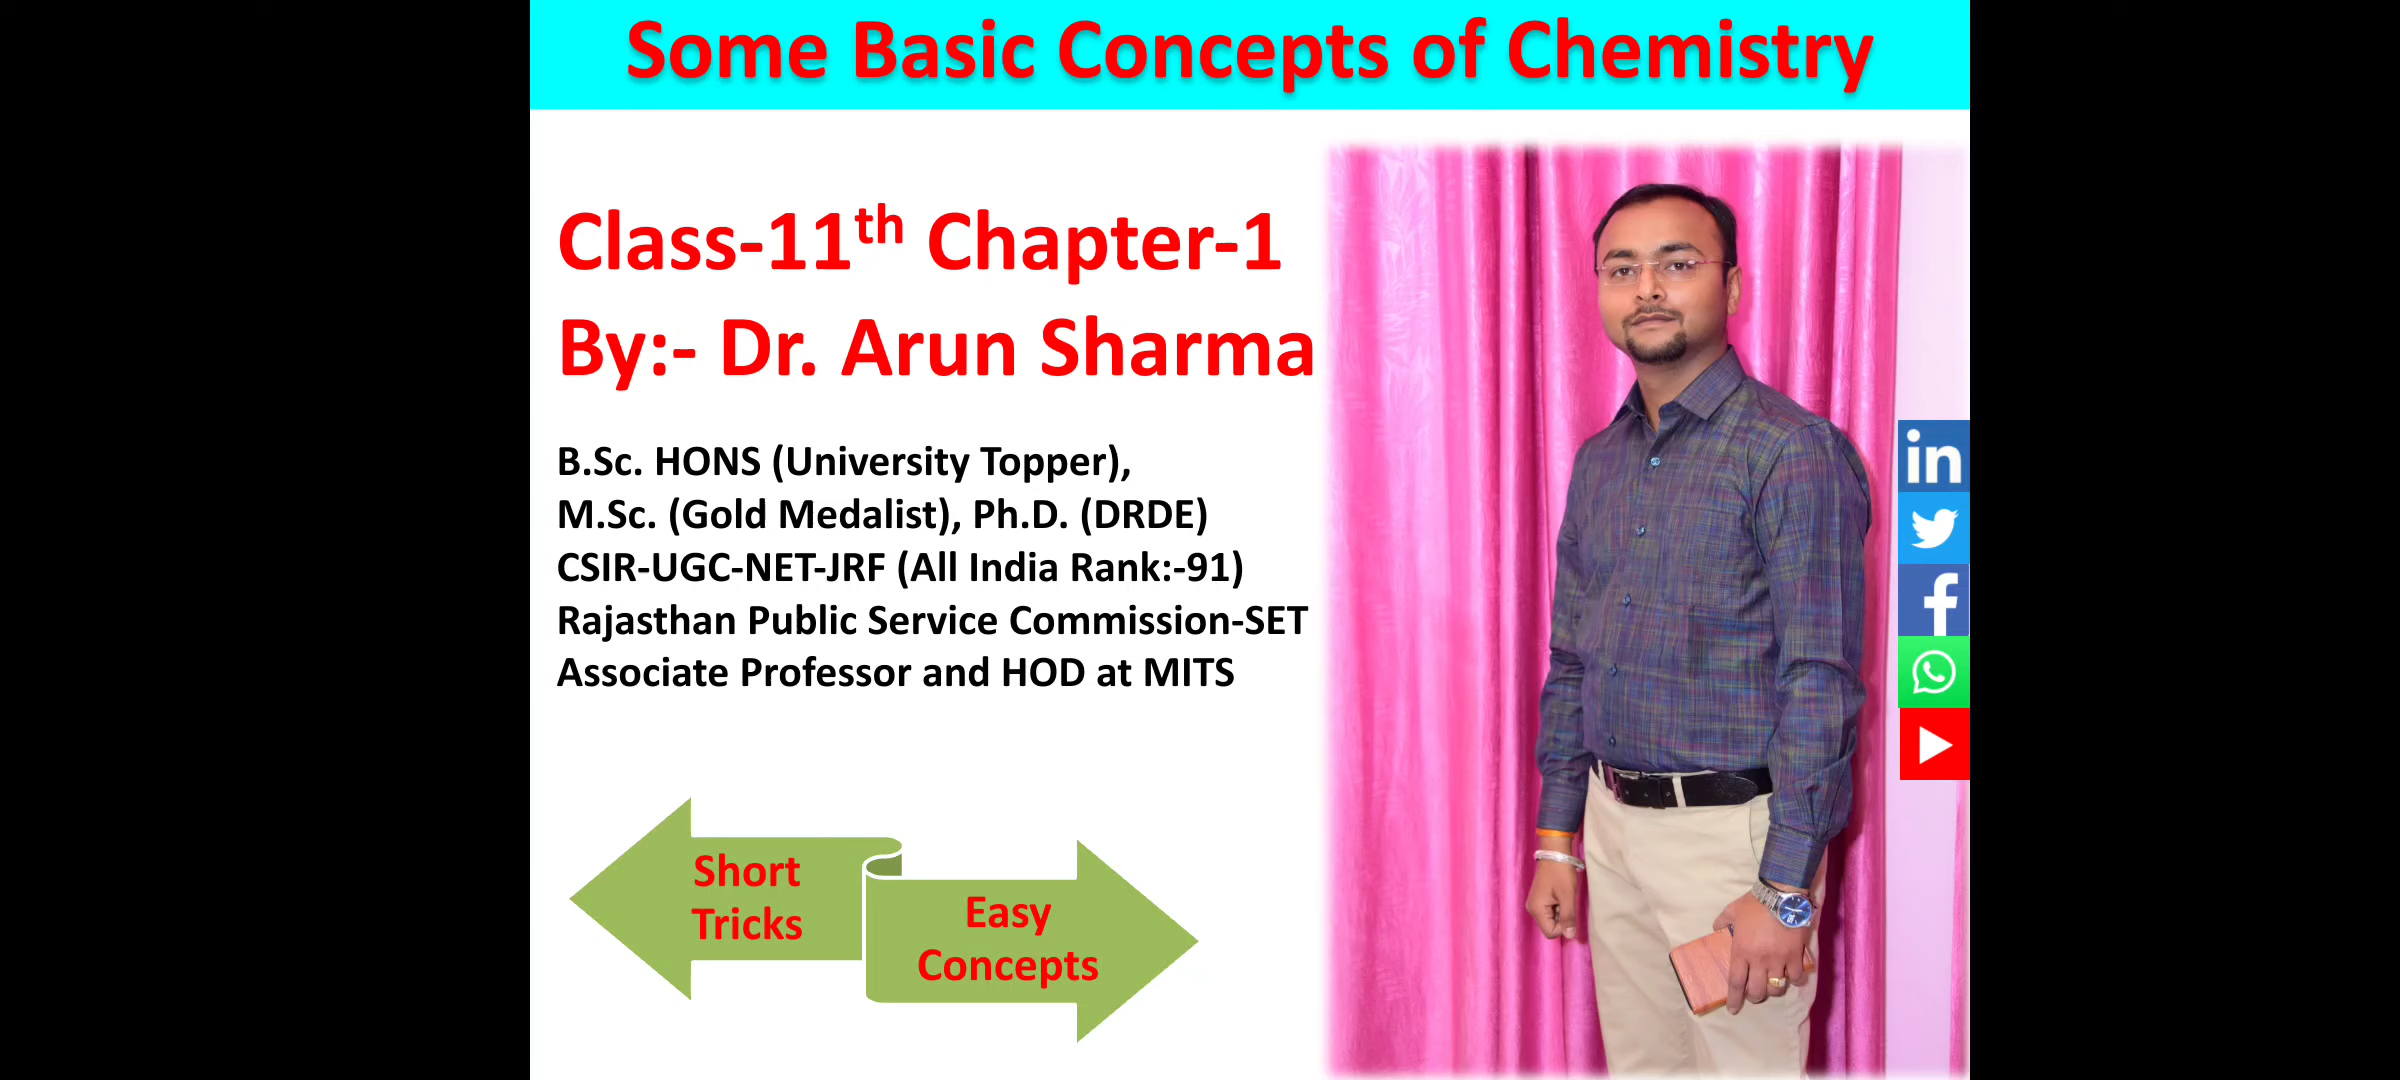 Some Basic Concepts of Chemistry
Class-11th Chapter-1
By:- Dr. Arun Sharma
B.Sc. HONS (University Topper),
M.Sc. (Gold Medalist), Ph.D. (DRDE)
CSIR-UGC-NET-JRF (All India Rank:-91)
Rajasthan Public Service Commission-SET
Associate Professor and HOD at MITS
in
f
Short
Tricks
Easy
Concepts